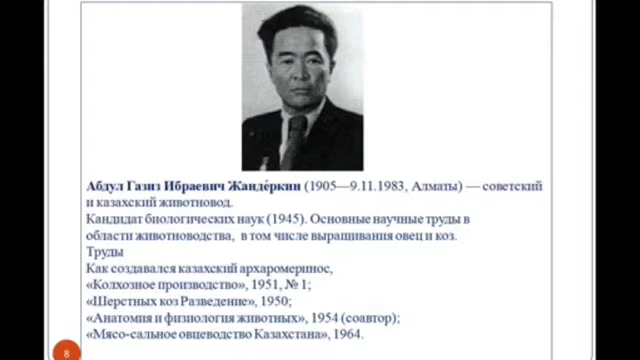 Абдул Газиз Ибраевич Жанде́ркин (1905—9.11.1983, Алматы) — советский
и казахский животновод.
Кандидат биологических наук (1945). Основные научные труды в
области животноводства, в том числе выращивания овец и коз.
Труды
Как создавался казахский архаромеринос,
«Колхозное производство», 1951, № 1;
«Шерстных коз Разведение», 1950;
«Анатомия и физиология животных», 1954 (соавтор);
«Мясо-сальное овцеводство Казахстана», 1964.
8